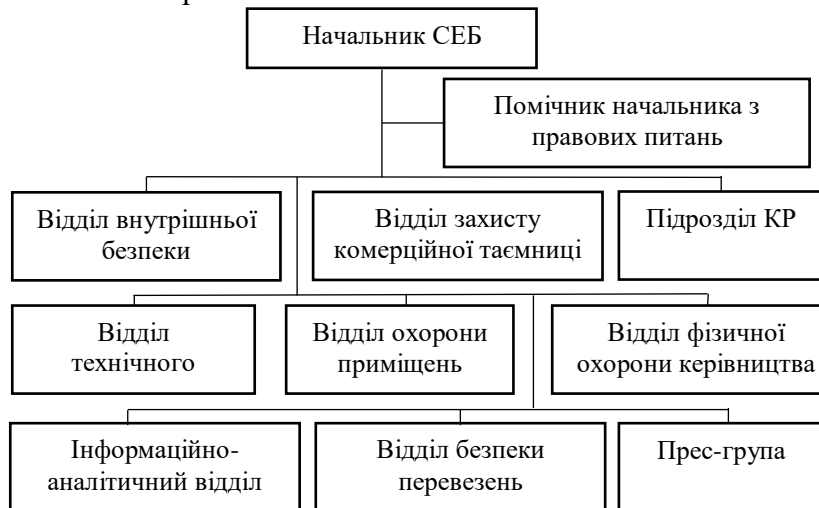 Начальник СЕБ
Помічник начальника з
правових питань
Відділ внутрішньої
безпеки
Відділ захисту
комерційної таємниці
Підрозділ КР
Відділ
технічного
Відділ охорони
приміщень
Відділ фізичної
охорони керівництва
Інформаційно-
аналітичний відділ
Відділ безпеки
перевезень
Прес-група